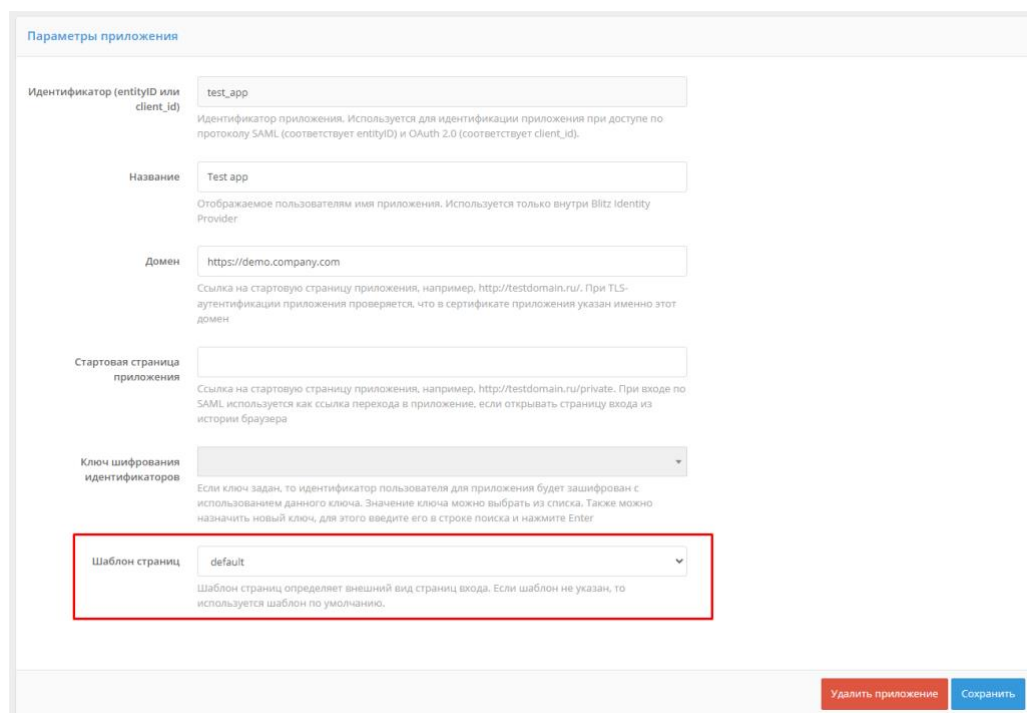 Параметры приложения
Идентификатор (entityID или
client_id)
test_app
Идентификатор приложения. Используется для идентификации приложения при доступе по
протоколу SAML (соответствует entityID) и OAuth 2.0 (соответствует client_id).
Название
Test app
Отображаемое пользователям имя приложения. Используется только внутри Blitz Identity
Provider
Домен
https://demo.company.com
Ссылка на стартовую страницу приложения, например, http://testdomain.ru/. При TLS-
аутентификации приложения проверяется, что в сертификате приложения указан именно этот
домен
Стартовая страница
приложения
Ссылка на стартовую страницу приложения, например, http://testdomain.ru/private. При входе по
SAML используется как ссылка перехода в приложение, если открывать страницу входа из
истории браузера
Ключ шифрования
идентификаторов
Если ключ задан, то идентификатор пользователя для приложения будет зашифрован с
использованием данного ключа. Значение ключа можно выбрать из списка. Также можно
назначить новый ключ, для этого введите его в строке поиска и нажмите Enter
Шаблон страниц
default
Шаблон страниц определяет внешний вид страниц входа. Если шаблон не указан, то
используется шаблон по умолчанию.
Удалить приложение
Сохранить